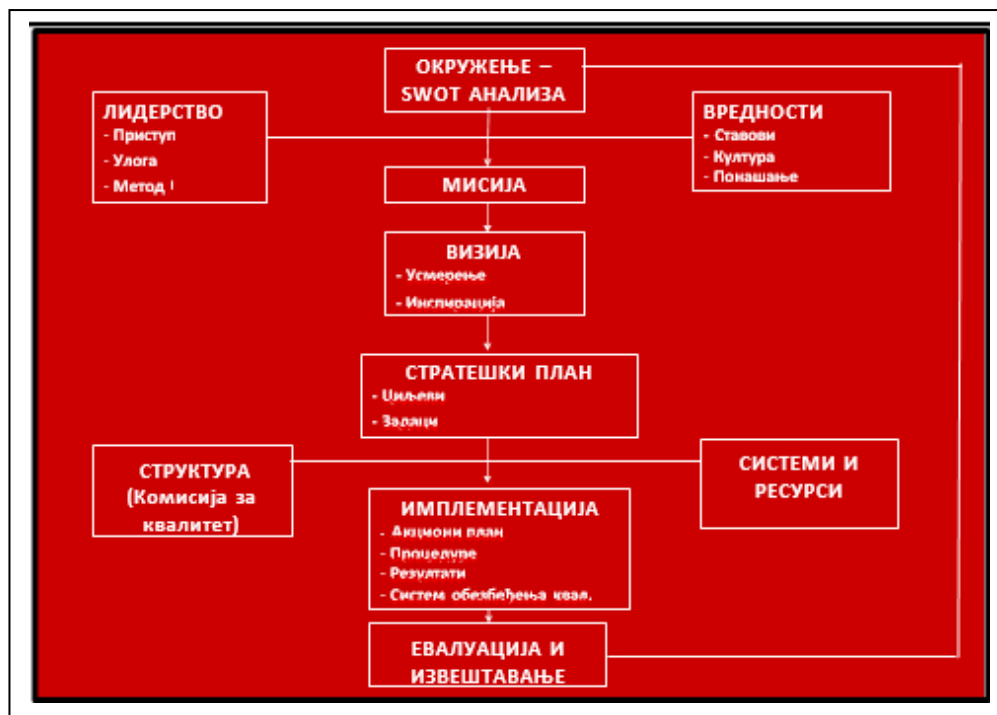 ОКРУЖЕЊЕ –
SWOT АНАЛИЗА
ЛИДЕРСТВО
- Приступ
- Улога
- Метод
ВРЕДНОСТИ
- Ставови
- Култура
- Понашање
МИСИЈА
ВИЗИЈА
- Усмерење
- Инспирација
СТРАТЕШКИ ПЛАН
- Циљеви
- Задаци
СТРУКТУРА
(Комисија за
квалитет)
СИСТЕМИ И
РЕСУРСИ
ИМПЛЕМЕНТАЦИЈА
- Акциони план
- Процедуре
- Резултати
- Систем обезбеђења квал.
ЕВАЛУАЦИЈА И
ИЗВЕШТАВАЊЕ